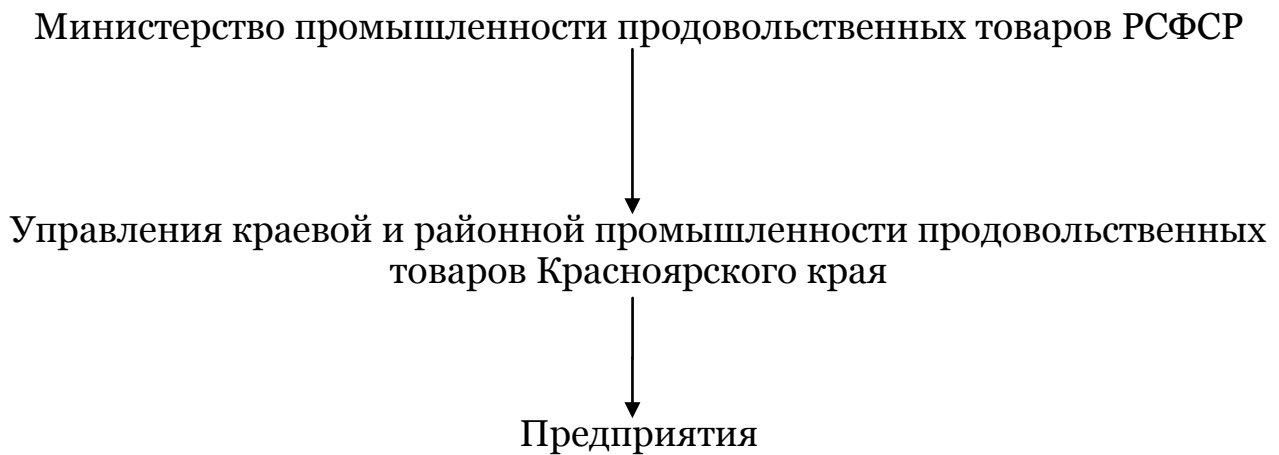 Министерство промышленности продовольственных товаров РСФСР
Управления краевой и районной промышленности продовольственных
товаров Красноярского края
Предприятия